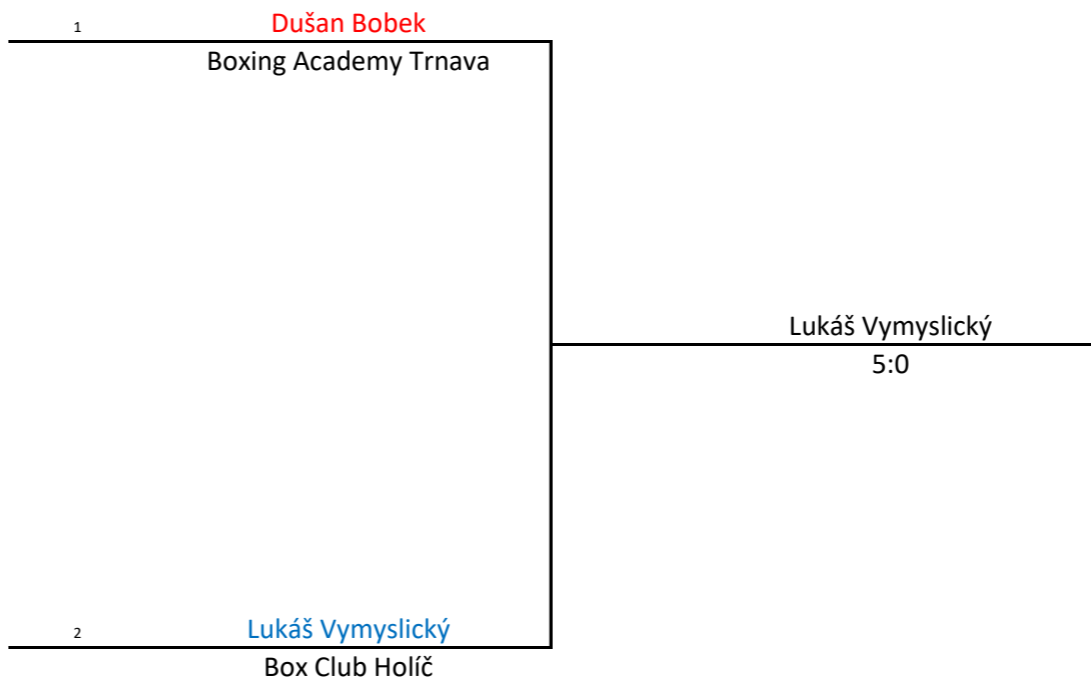 1 Dušan Bobek
Boxing Academy Trnava
Lukáš Vymyslický
5:0
2 Lukáš Vymyslický
Box Club Holíč